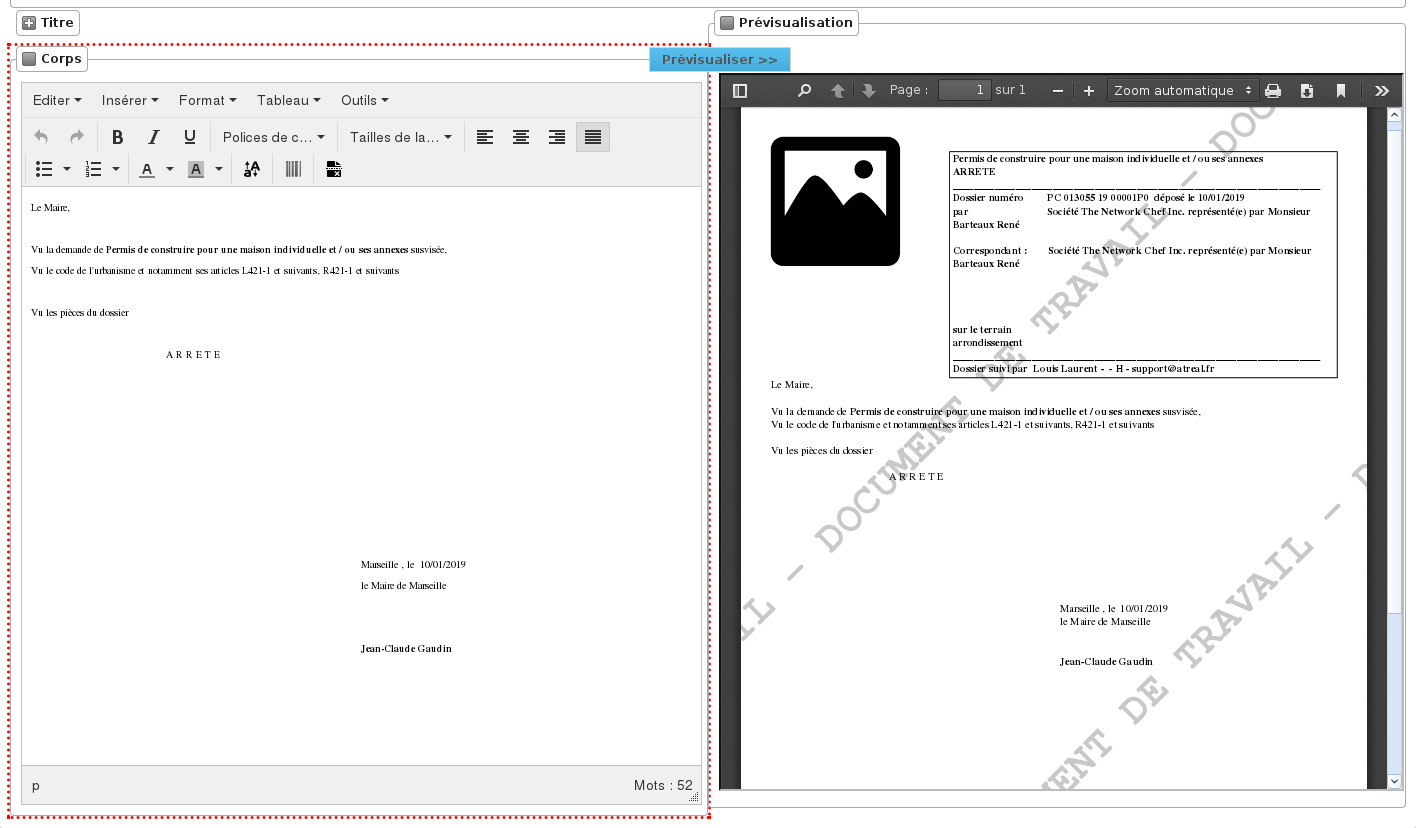 Titre
Corps
Prévisualiser >>
Editer Insérer Format Tableau Outils
B I U Polices de c... Tailles de la...
A A
Le Maire,
Vu la demande de Permis de construire pour une maison individuelle et / ou ses annexes susvisée,
Vu le code de l'urbanisme et notamment ses articles L421-1 et suivants, R421-1 et suivants
Vu les pièces du dossier
A R R E T E
Marseille , le 10/01/2019
le Maire de Marseille
Jean-Claude Gaudin
p Mots : 52
Prévisualisation
Page : 1 sur 1 Zoom automatique
Permis de construire pour une maison individuelle et / ou ses annexes
ARRETE
Dossier numéro PC 013055 19 00001P0 déposé le 10/01/2019
par Société The Network Chef Inc. représenté(e) par Monsieur
Barteaux René
Correspondant : Société The Network Chef Inc. représenté(e) par Monsieur
Barteaux René
sur le terrain
arrondissement
Dossier suivi par Louis Laurent - - H - support@atreal.fr
Le Maire,
Vu la demande de Permis de construire pour une maison individuelle et / ou ses annexes susvisée,
Vu le code de l'urbanisme et notamment ses articles L421-1 et suivants, R421-1 et suivants
Vu les pièces du dossier
A R R E T E
Marseille , le 10/01/2019
le Maire de Marseille
Jean-Claude Gaudin
IL - DOCUMENT DE TRAVAIL - DOC
MENT DE TRAVAIL - D